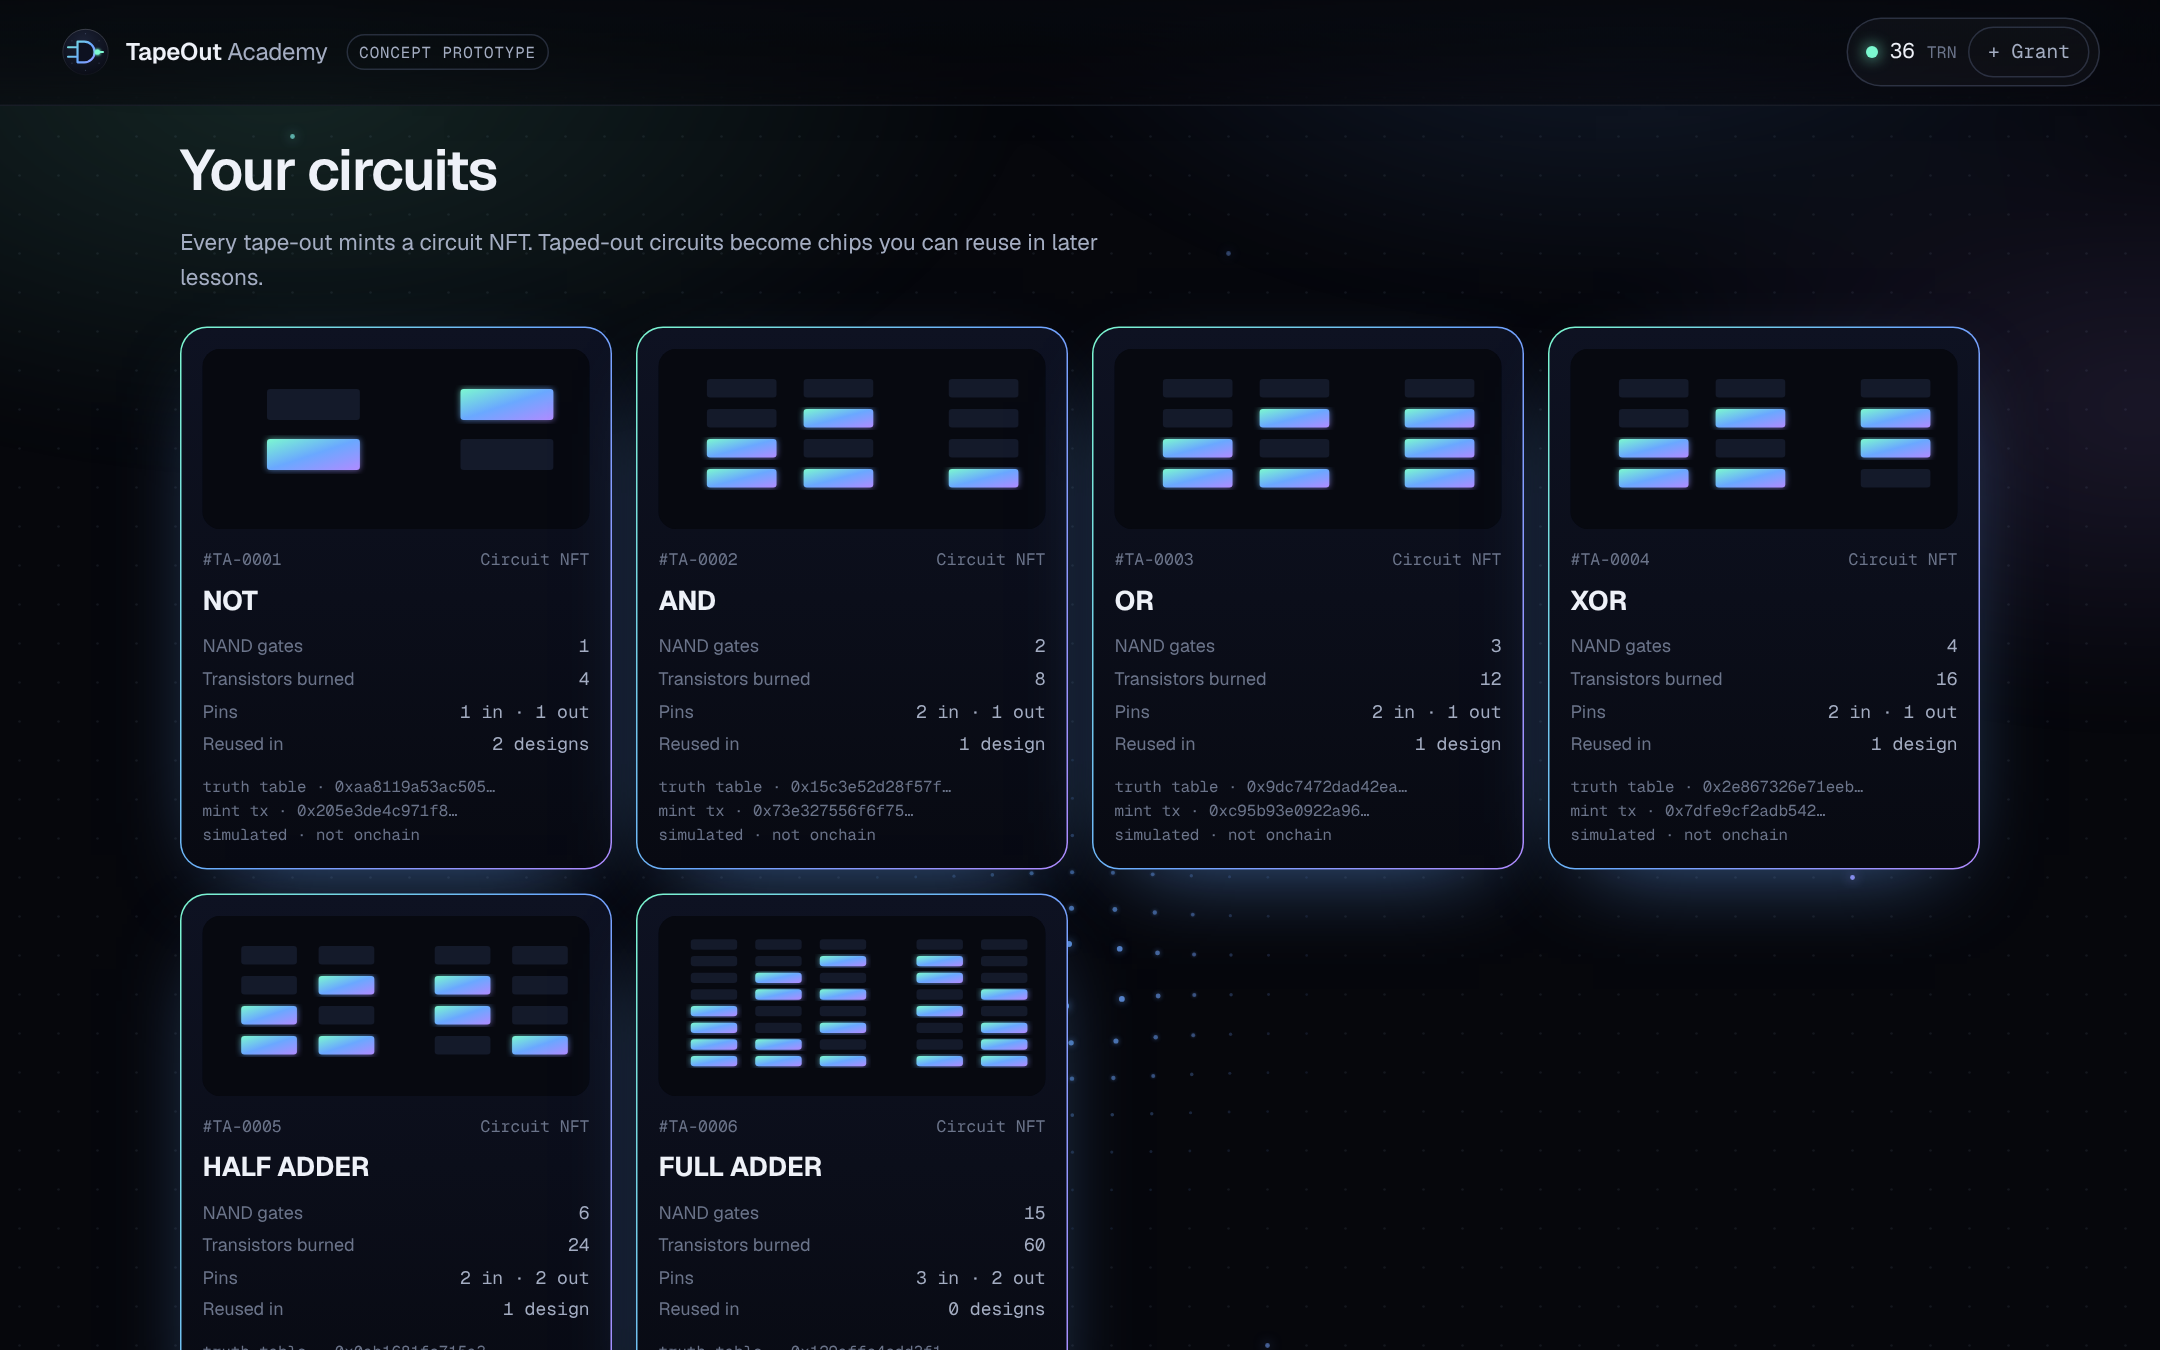 TapeOut Academy CONCEPT PROTOTYPE 36 TRN + Grant
Your circuits
Every tape-out mints a circuit NFT. Taped-out circuits become chips you can reuse in later
lessons.
#TA-0001 Circuit NFT
NOT
NAND gates 1
Transistors burned 4
Pins 1 in · 1 out
Reused in 2 designs
truth table · 0xaa8119a53ac505…
mint tx · 0x205e3de4c971f8…
simulated · not onchain
#TA-0002 Circuit NFT
AND
NAND gates 2
Transistors burned 8
Pins 2 in · 1 out
Reused in 1 design
truth table · 0x15c3e52d28f57f…
mint tx · 0x73e327556f6f75…
simulated · not onchain
#TA-0003 Circuit NFT
OR
NAND gates 3
Transistors burned 12
Pins 2 in · 1 out
Reused in 1 design
truth table · 0x9dc7472dad42ea…
mint tx · 0xc95b93e0922a96…
simulated · not onchain
#TA-0004 Circuit NFT
XOR
NAND gates 4
Transistors burned 16
Pins 2 in · 1 out
Reused in 1 design
truth table · 0x2e867326e71eeb…
mint tx · 0x7dfe9cf2adb542…
simulated · not onchain
#TA-0005 Circuit NFT
HALF ADDER
NAND gates 6
Transistors burned 24
Pins 2 in · 2 out
Reused in 1 design
truth table
#TA-0006 Circuit NFT
FULL ADDER
NAND gates 15
Transistors burned 60
Pins 3 in · 2 out
Reused in 0 designs
truth table